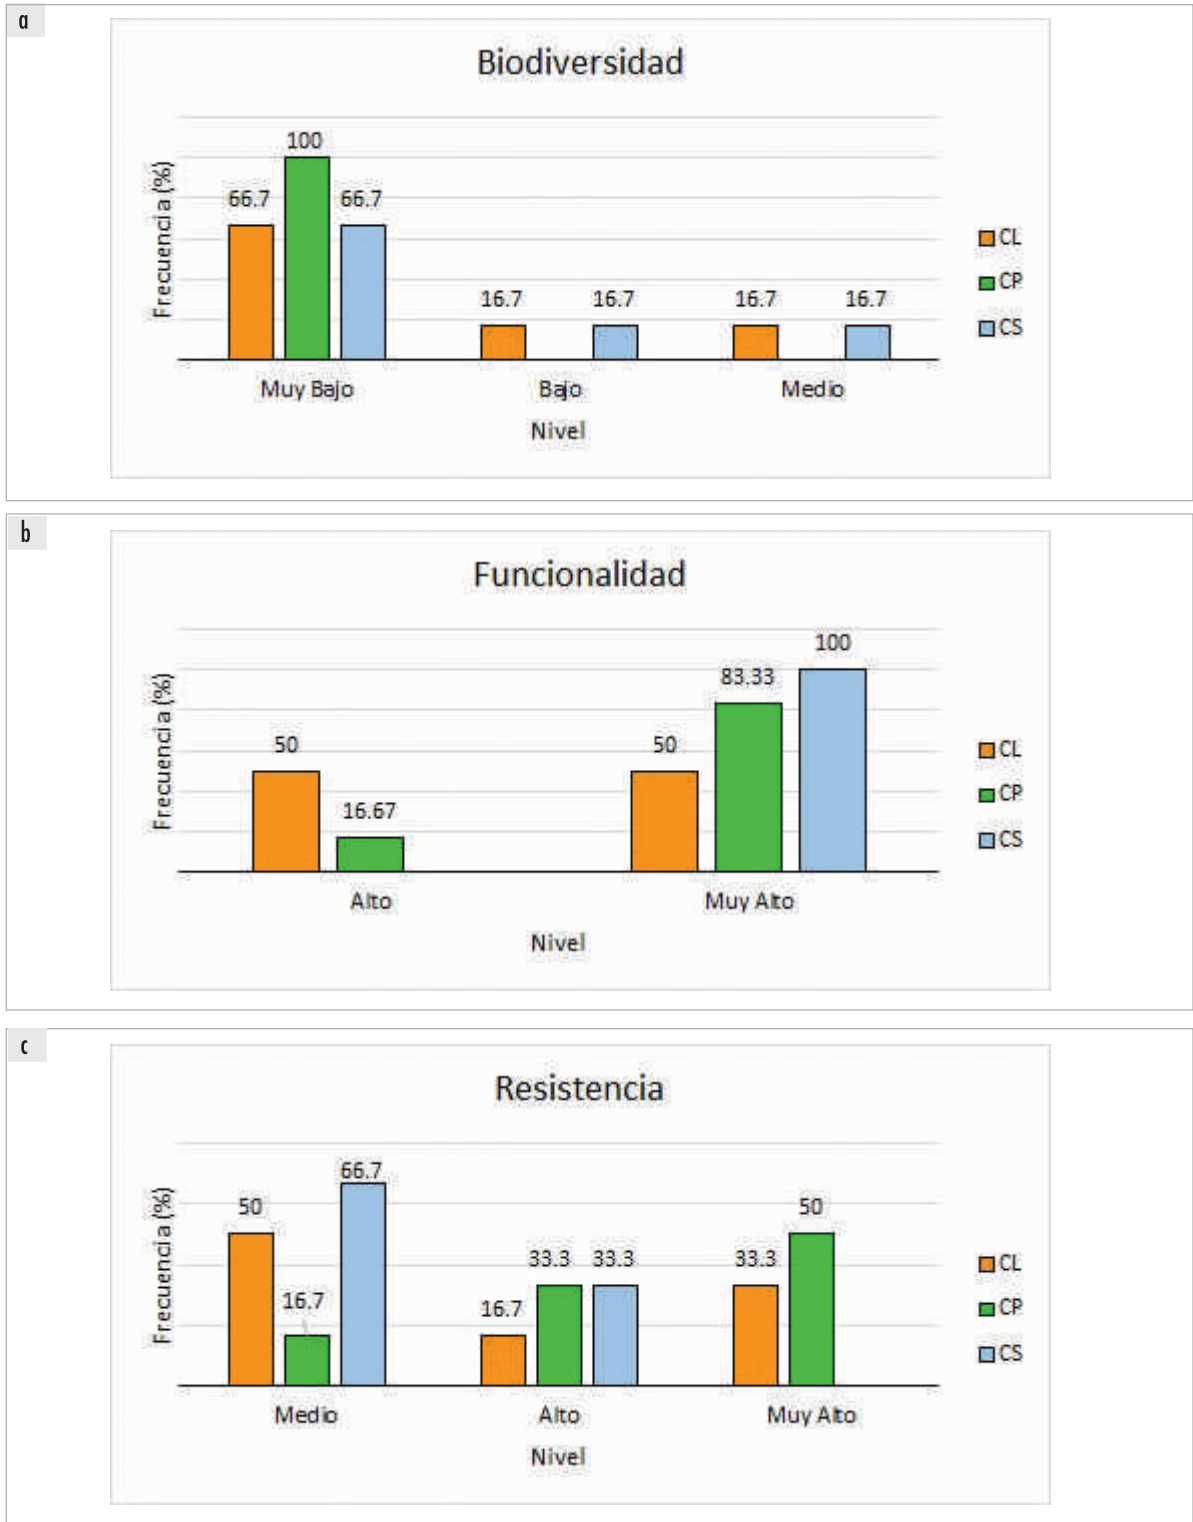 a
Biodiversidad
100
66.7 66.7
16.7 16.7 16.7 16.7
Frecuencia (%)
CL
CP
CS
Muy Bajo Bajo Medio
Nivel
b
Funcionalidad
100
83.33
50 50
16.67
Frecuencia (%)
CL
CP
CS
Alto Muy Alto
Nivel
c
Resistencia
66.7
50 50
33.3 33.3 33.3
16.7 16.7
Frecuencia (%)
CL
CP
CS
Medio Alto Muy Alto
Nivel